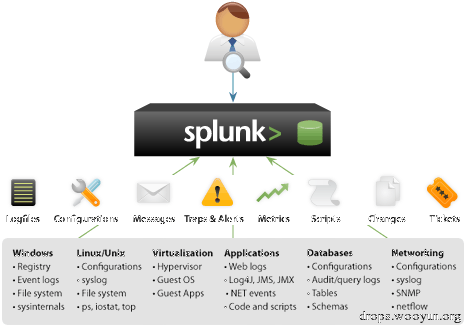 splunk>
Logfiles Configurations Messages Traps & Alerts Metrics Scripts Changes Tickets
Windows
• Registry
• Event logs
• File system
• sysinternals
Linux/Unix
• Configurations
• syslog
• File system
• ps, iostat, top
Virtualization
• Hypervisor
• Guest OS
• Guest Apps
Applications
• Web logs
• Log4J, JMS, JMX
• .NET events
• Code and scripts
Databases
• Configurations
• Audit/query logs
• Tables
• Schemas
Networking
• Configurations
• syslog
• SNMP
• netflow
drops.wooyun.org